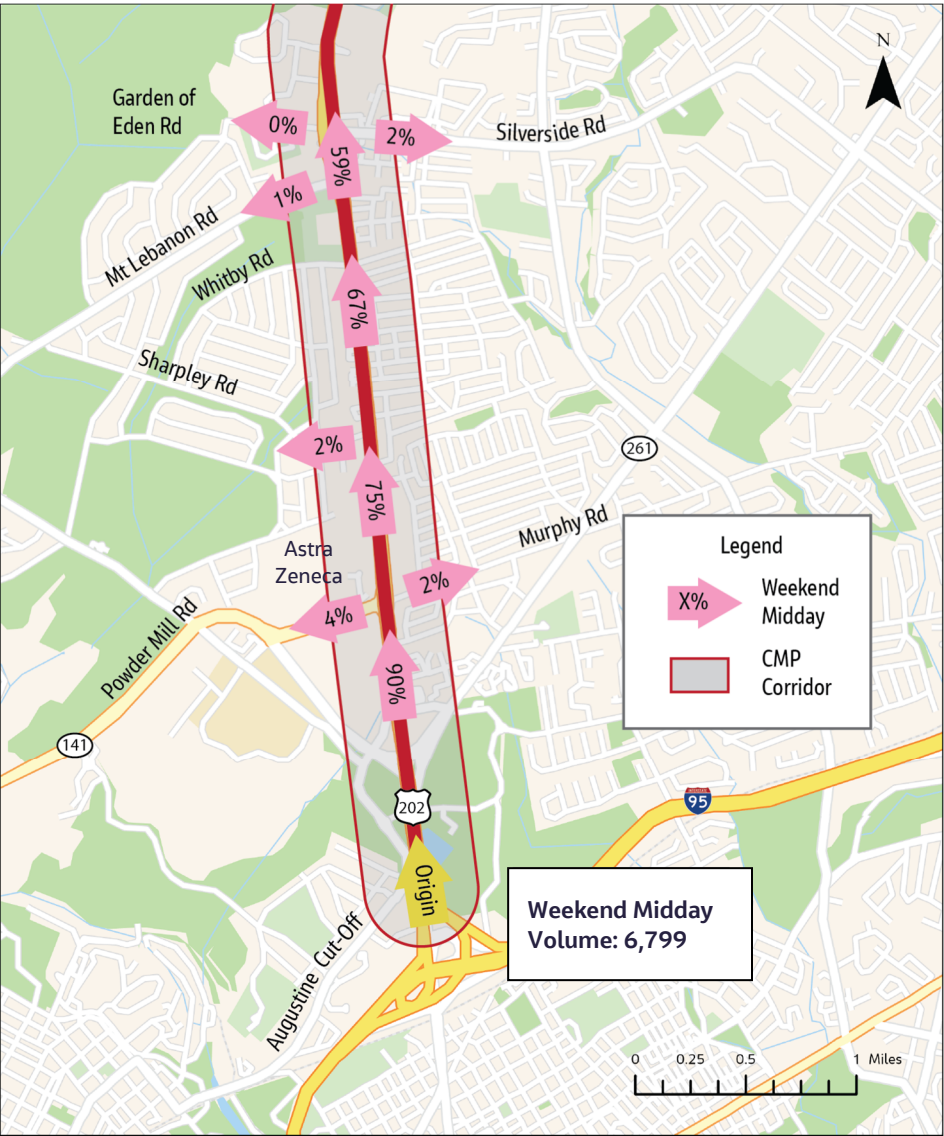 N
Garden of
Eden Rd
0%
59%
2%
Silverside Rd
1%
Mt Lebanon Rd
Whitby Rd
67%
Sharpley Rd
2%
261
75%
Murphy Rd
Astra
Zeneca
2%
4%
Powder Mill Rd
90%
Legend
X%
Weekend
Midday
CMP
Corridor
141
202
95
Origin
Weekend Midday
Volume: 6,799
Augustine Cut-Off
0 0.25 0.5 1 Miles